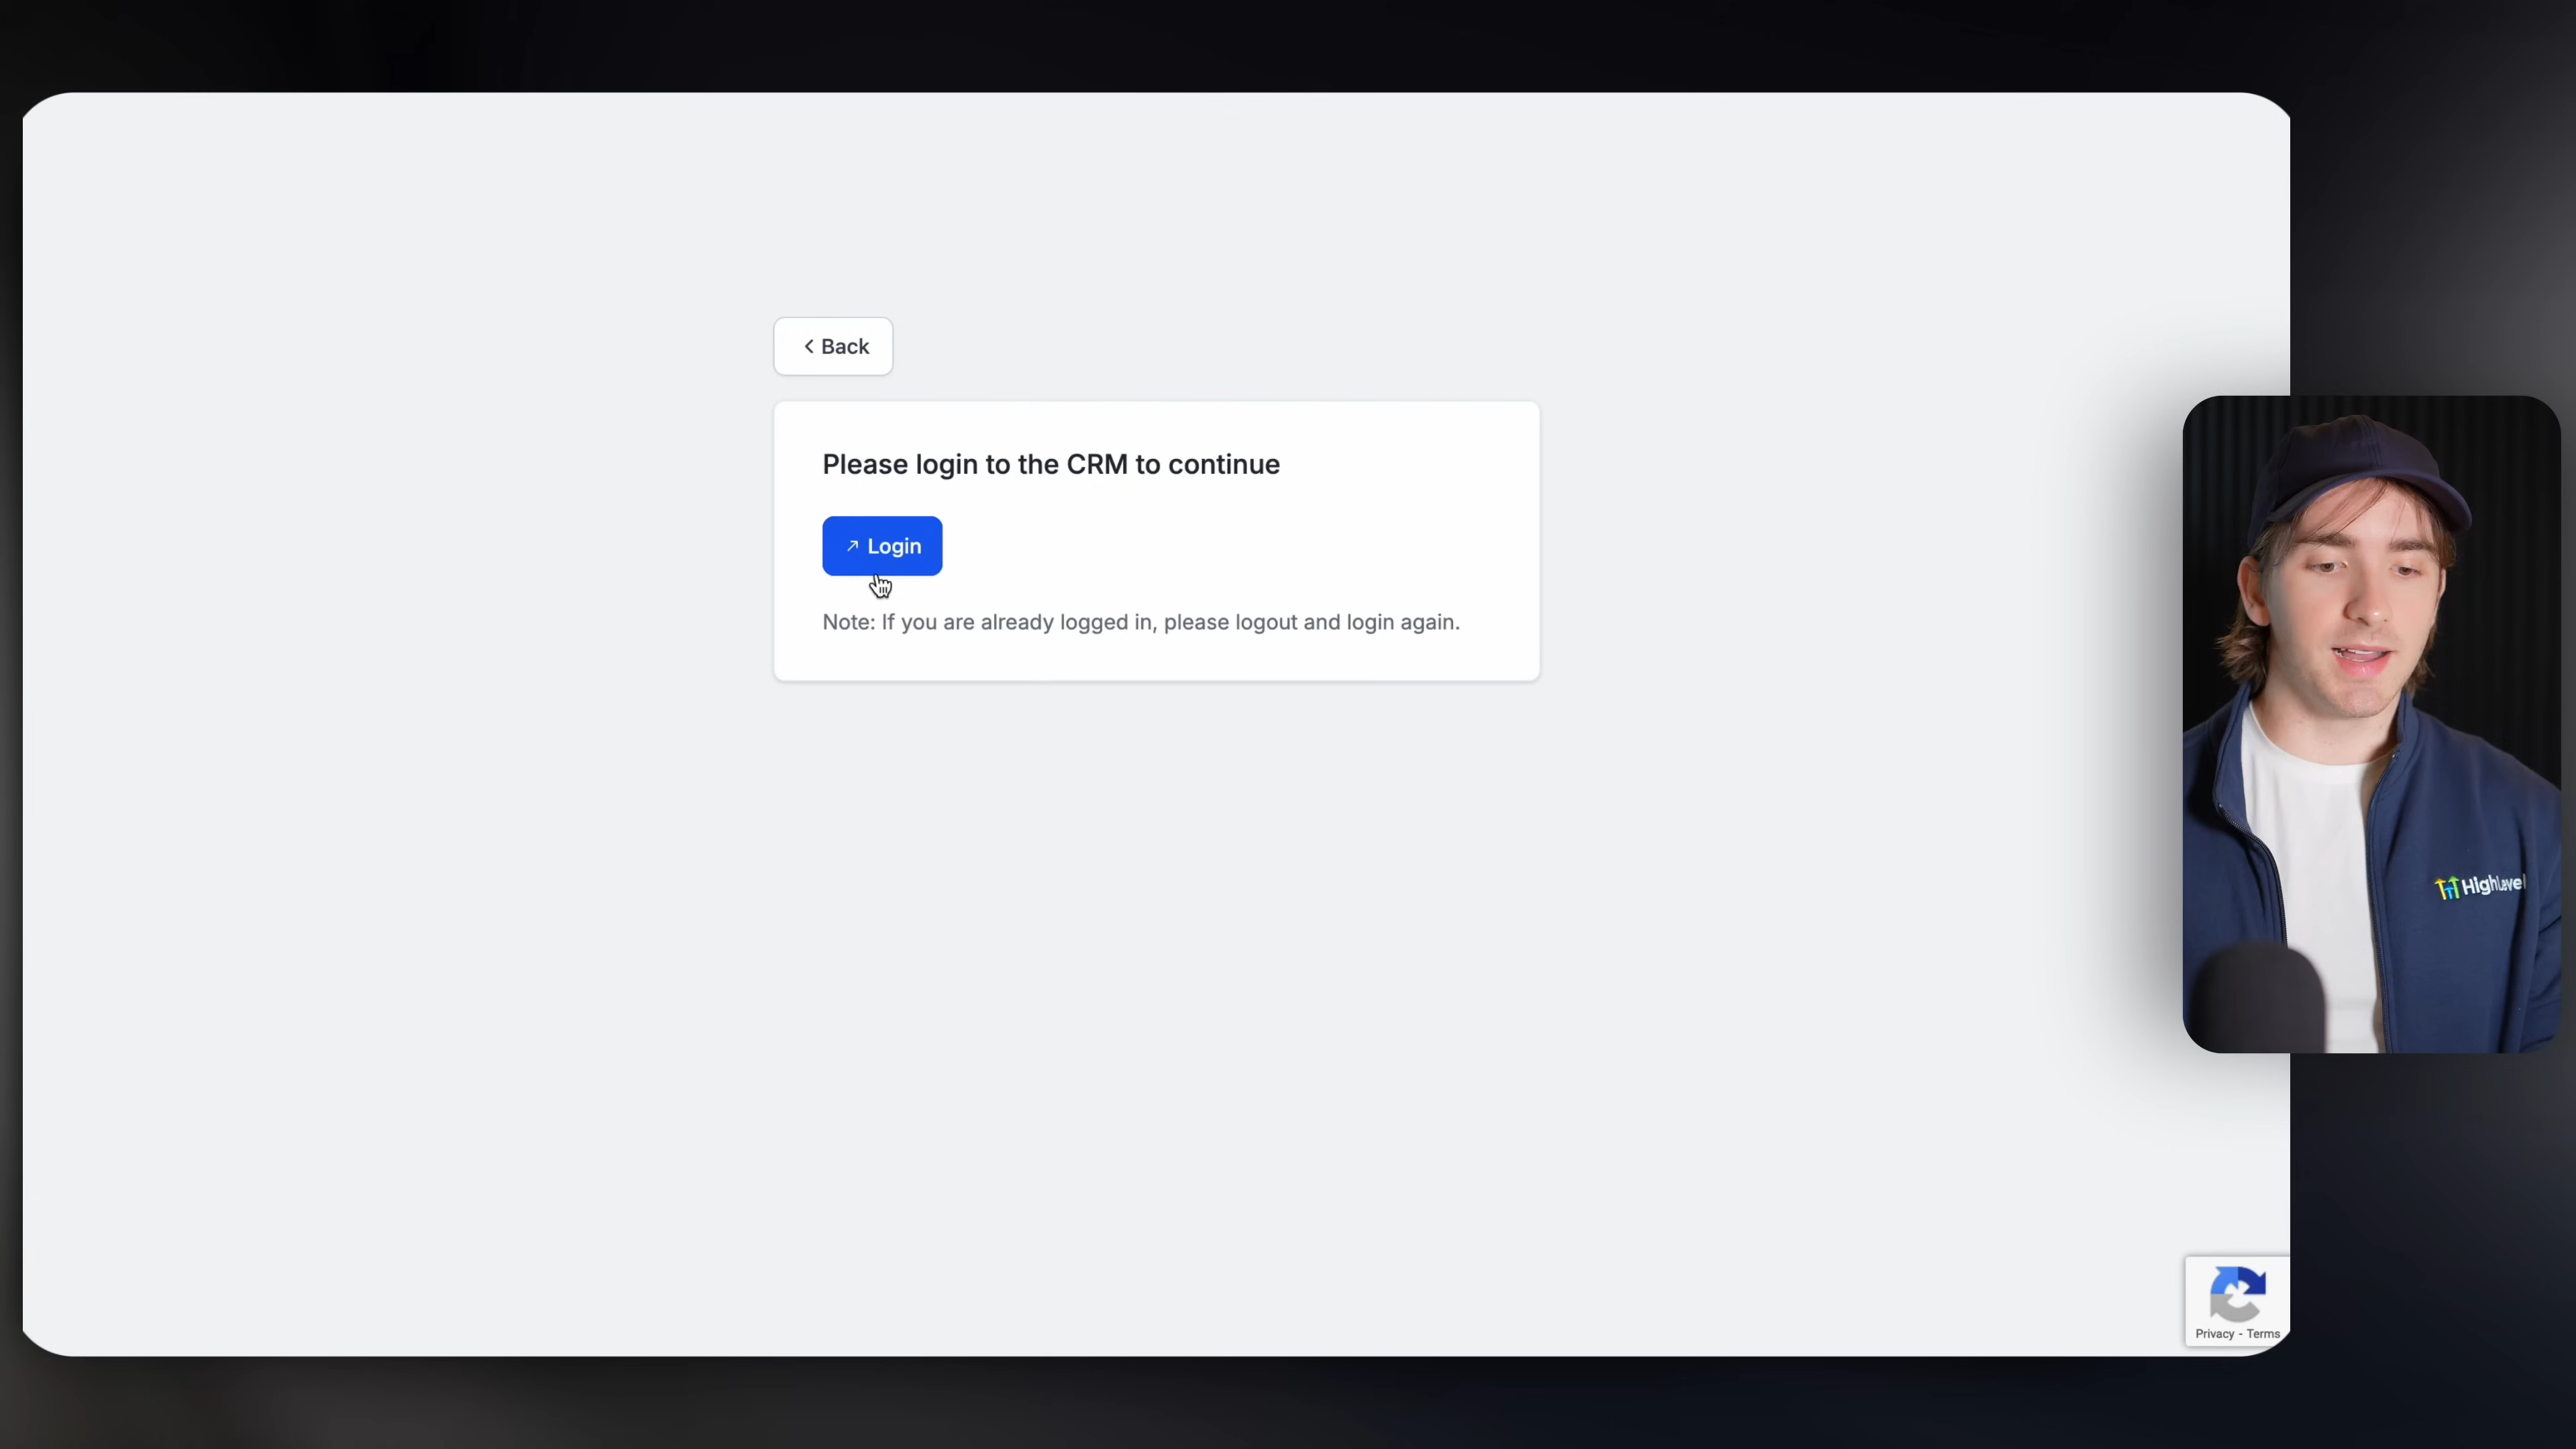 Back
Please login to the CRM to continue
Login
Note: If you are already logged in, please logout and login again.
HighLevel
Privacy - Terms